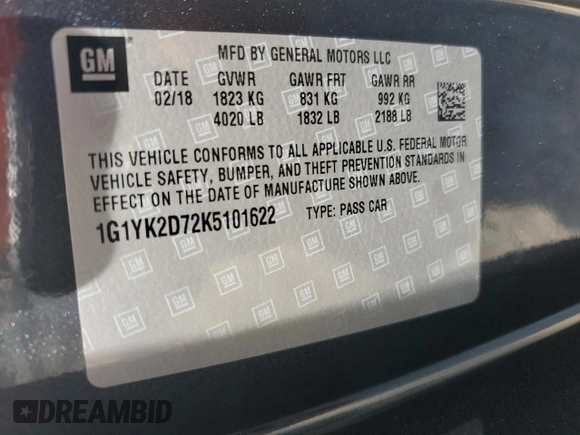 GM
MFD BY GENERAL MOTORS LLC
DATE GVWR GAWR FRT GAWR RR
02/18 1823 KG 831 KG 992 KG
4020 LB 1832 LB 2188 LB
THIS VEHICLE CONFORMS TO ALL APPLICABLE U.S. FEDERAL MOTOR
VEHICLE SAFETY, BUMPER, AND THEFT PREVENTION STANDARDS IN
EFFECT ON THE DATE OF MANUFACTURE SHOWN ABOVE.
1G1YK2D72K5101622 TYPE: PASS CAR
DREAMBID